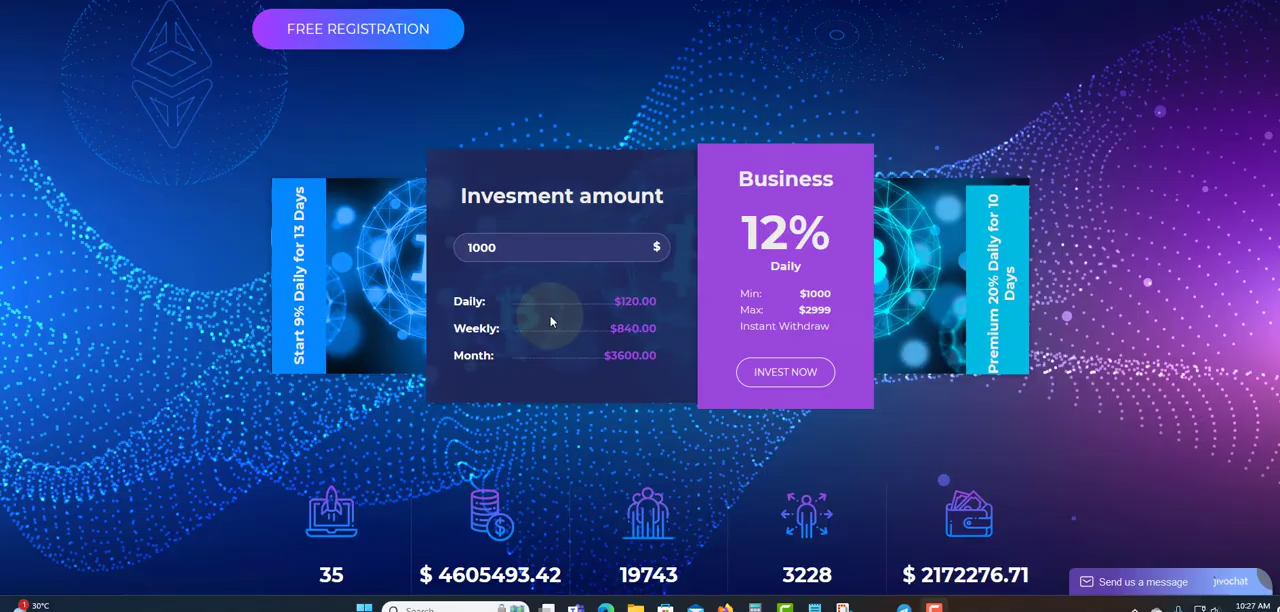 FREE REGISTRATION
Start 9% Daily for 13 Days
Invesment amount
1000 $
Daily: $120.00
Weekly: $840.00
Month: $3600.00
Business
12%
Daily
Min: $1000
Max: $2999
Instant Withdraw
INVEST NOW
Premium 20% Daily for 10
Days
35
$ 4605493.42
19743
3228
$ 2172276.71
Send us a message
jivochat
1
30°C
Search
10:27 AM